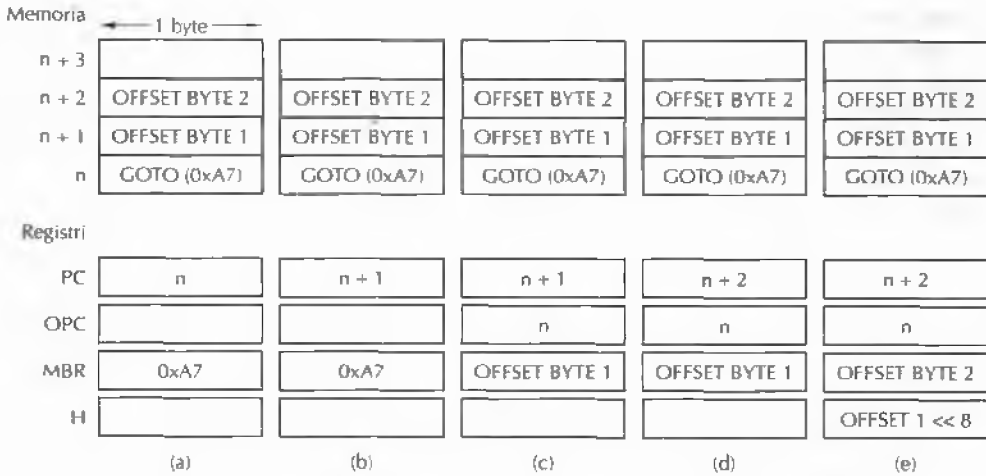 Memoria
1 byte
n + 3
n + 2 OFFSET BYTE 2 OFFSET BYTE 2 OFFSET BYTE 2 OFFSET BYTE 2 OFFSET BYTE 2
n + 1 OFFSET BYTE 1 OFFSET BYTE 1 OFFSET BYTE 1 OFFSET BYTE 1 OFFSET BYTE 1
n GOTO (0xA7) GOTO (0xA7) GOTO (0xA7) GOTO (0xA7) GOTO (0xA7)
Registri
PC n n + 1 n + 1 n + 2 n + 2
OPC n n n
MBR 0xA7 0xA7 OFFSET BYTE 1 OFFSET BYTE 1 OFFSET BYTE 2
H OFFSET 1 << 8
(a) (b) (c) (d) (e)